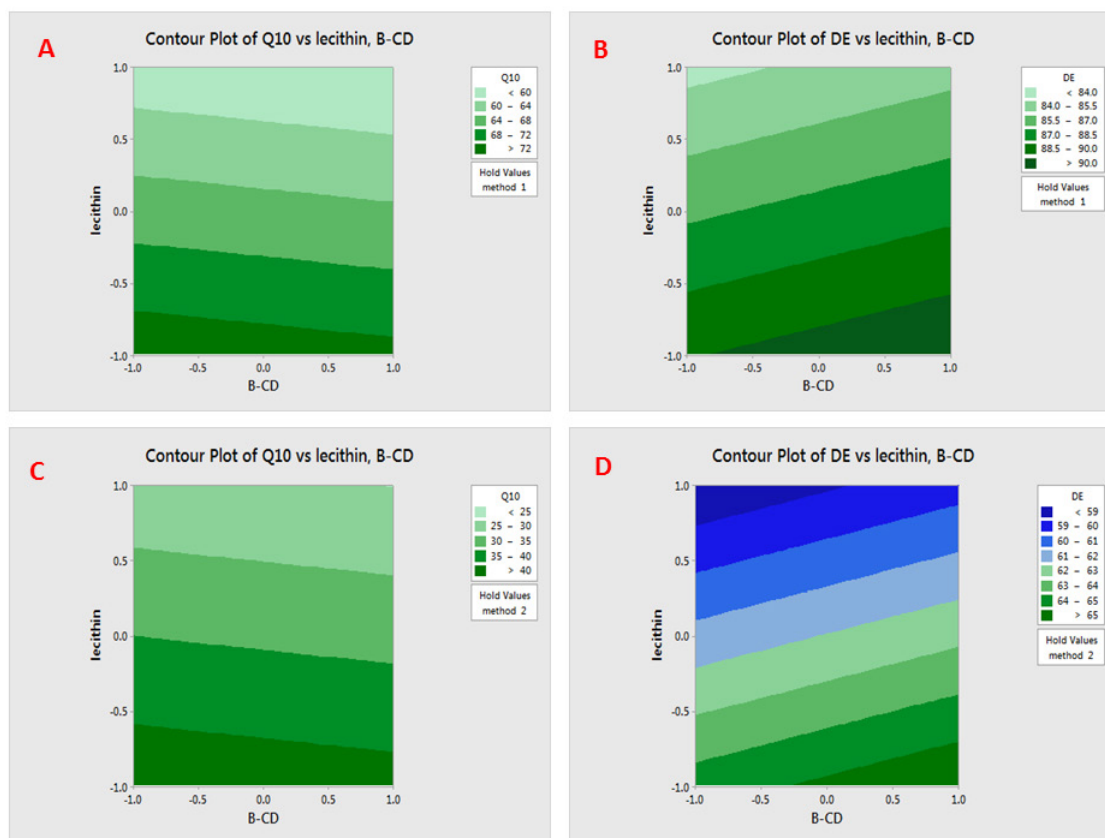 A
Contour Plot of Q10 vs lecithin, B-CD
1.0
0.5
0.0
-0.5
-1.0
lecithin
-1.0 -0.5 0.0 0.5 1.0
B-CD
Q10
< 60
60 – 64
64 – 68
68 – 72
> 72
Hold Values
method 1
B
Contour Plot of DE vs lecithin, B-CD
1.0
0.5
0.0
-0.5
-1.0
lecithin
-1.0 -0.5 0.0 0.5 1.0
B-CD
DE
< 84.0
84.0 – 85.5
85.5 – 87.0
87.0 – 88.5
88.5 – 90.0
> 90.0
Hold Values
method 1
C
Contour Plot of Q10 vs lecithin, B-CD
1.0
0.5
0.0
-0.5
-1.0
lecithin
-1.0 -0.5 0.0 0.5 1.0
B-CD
Q10
< 25
25 – 30
30 – 35
35 – 40
> 40
Hold Values
method 2
D
Contour Plot of DE vs lecithin, B-CD
1.0
0.5
0.0
-0.5
-1.0
lecithin
-1.0 -0.5 0.0 0.5 1.0
B-CD
DE
< 59
59 – 60
60 – 61
61 – 62
62 – 63
63 – 64
64 – 65
> 65
Hold Values
method 2